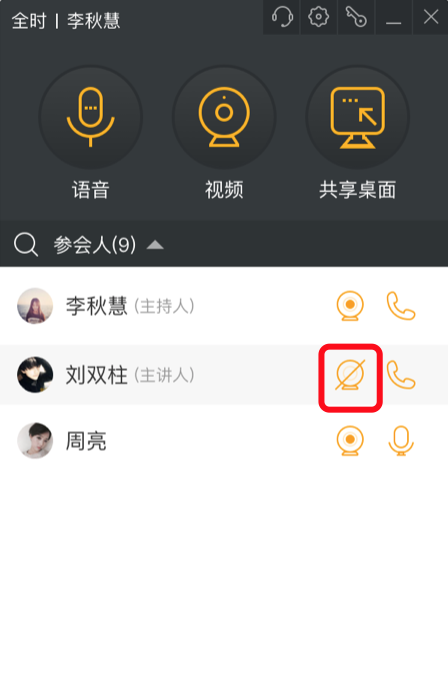 全时 | 李秋慧
语音 视频 共享桌面
参会人(9)
李秋慧 (主持人)
刘双柱 (主讲人)
周亮